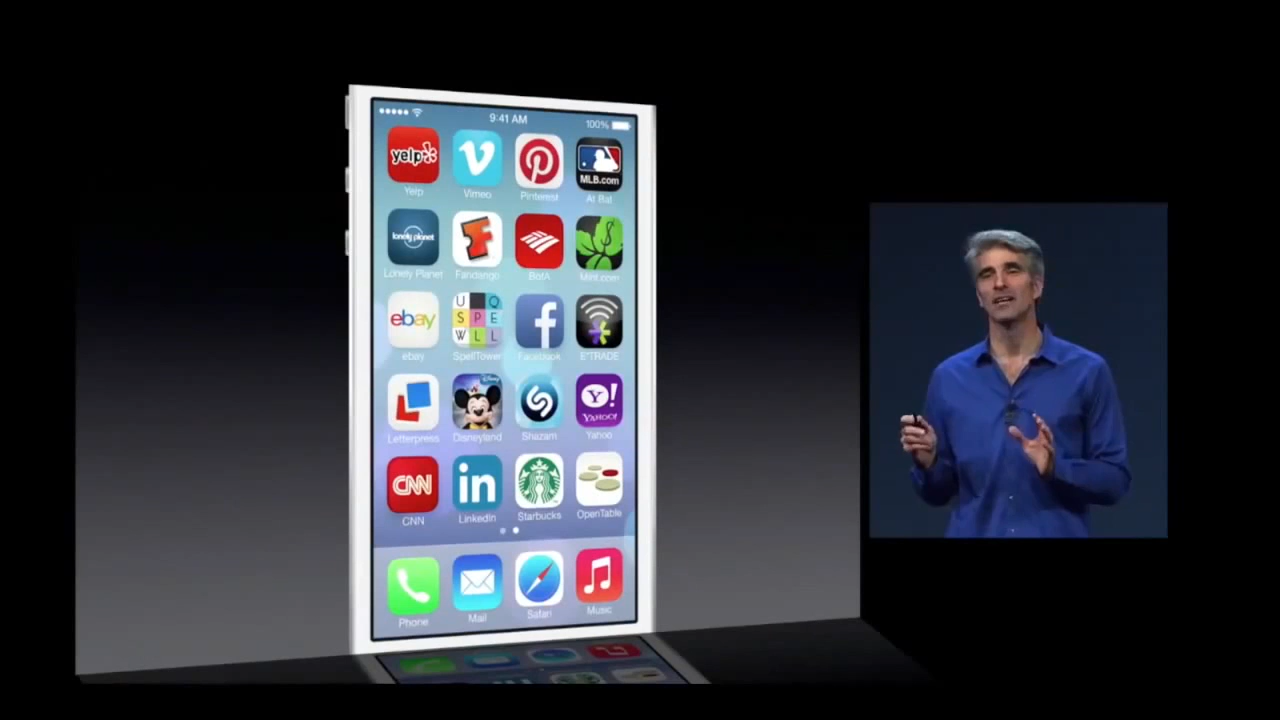 9:41 AM
100%
yelp
Yelp
Vimeo
Pinterest
MLB.com
At Bat
lonely planet
Lonely Planet
Fandango
BofA
Mint.com
ebay
ebay
U Q
S P E
W L L
SpellTower
Facebook
E*TRADE
Letterpress
Disney
Disneyland
Shazam
Y!
YAHOO!
Yahoo
CNN
CNN
in
LinkedIn
Starbucks
OpenTable
Phone
Mail
Safari
Music